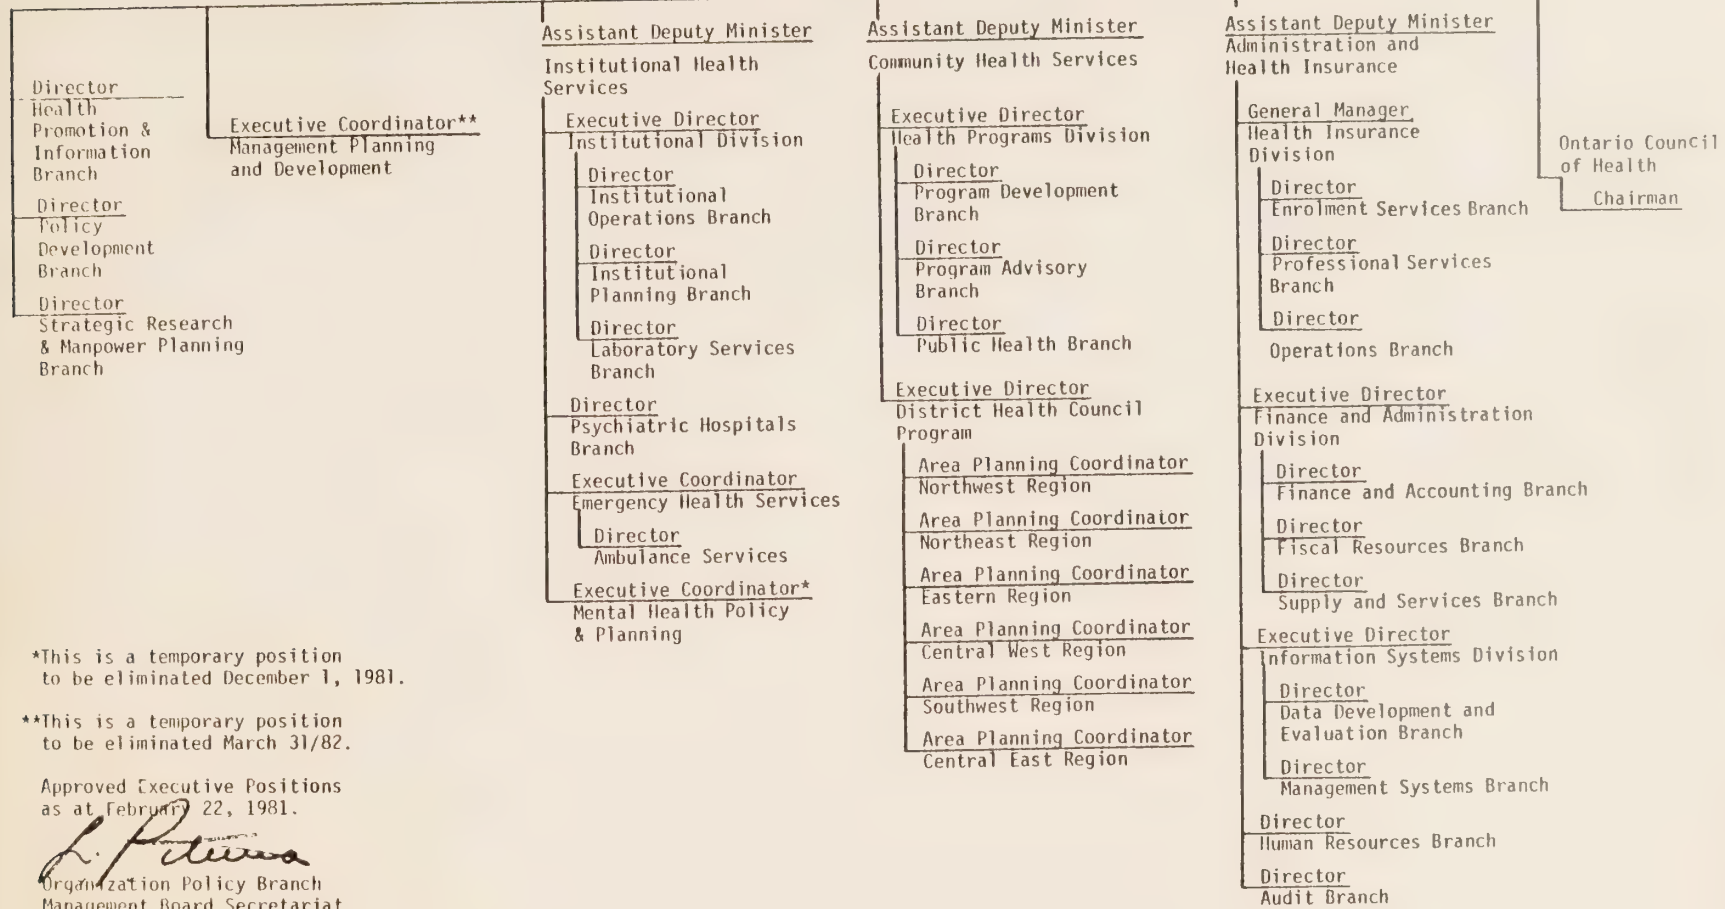 Director
Health
Promotion &
Information
Branch
Director
Policy
Development
Branch
Director
Strategic Research
& Manpower Planning
Branch
Executive Coordinator**
Management Planning
and Development
Assistant Deputy Minister
Institutional Health
Services
Executive Director
Institutional Division
Director
Institutional
Operations Branch
Director
Institutional
Planning Branch
Director
Laboratory Services
Branch
Director
Psychiatric Hospitals
Branch
Executive Coordinator
Emergency Health Services
Director
Ambulance Services
Executive Coordinator*
Mental Health Policy
& Planning
Assistant Deputy Minister
Community Health Services
Executive Director
Health Programs Division
Director
Program Development
Branch
Director
Program Advisory
Branch
Director
Public Health Branch
Executive Director
District Health Council
Program
Area Planning Coordinator
Northwest Region
Area Planning Coordinator
Northeast Region
Area Planning Coordinator
Eastern Region
Area Planning Coordinator
Central West Region
Area Planning Coordinator
Southwest Region
Area Planning Coordinator
Central East Region
Assistant Deputy Minister
Administration and
Health Insurance
General Manager
Health Insurance
Division
Director
Enrolment Services Branch
Director
Professional Services
Branch
Director
Operations Branch
Executive Director
Finance and Administration
Division
Director
Finance and Accounting Branch
Director
Fiscal Resources Branch
Director
Supply and Services Branch
Executive Director
Information Systems Division
Director
Data Development and
Evaluation Branch
Director
Management Systems Branch
Director
Human Resources Branch
Director
Audit Branch
Ontario Council
of Health
Chairman
*This is a temporary position
to be eliminated December 1, 1981.
**This is a temporary position
to be eliminated March 31/82.
Approved Executive Positions
as at February 22, 1981.
L.
Organization Policy Branch
Management Board Secretariat